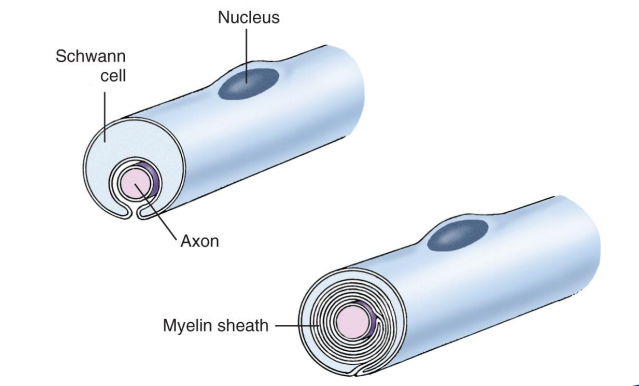 Nucleus
Schwann
cell
Axon
Myelin sheath